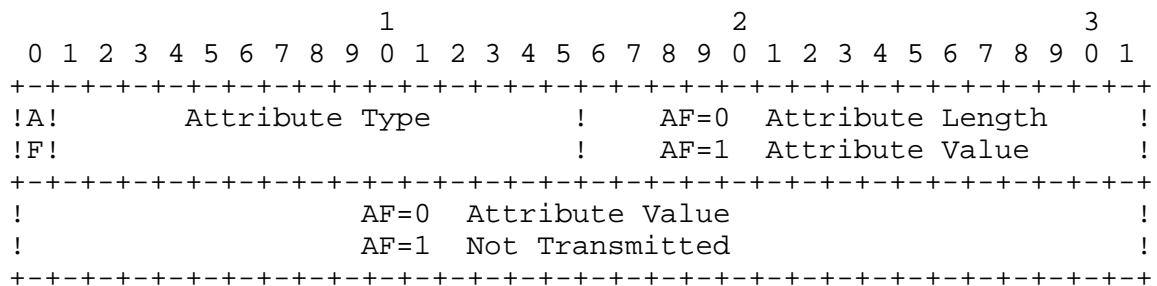 1                   2                   3
 0 1 2 3 4 5 6 7 8 9 0 1 2 3 4 5 6 7 8 9 0 1 2 3 4 5 6 7 8 9 0 1
+-+-+-+-+-+-+-+-+-+-+-+-+-+-+-+-+-+-+-+-+-+-+-+-+-+-+-+-+-+-+-+-+
!A!       Attribute Type        !    AF=0  Attribute Length     !
!F!                             !    AF=1  Attribute Value      !
+-+-+-+-+-+-+-+-+-+-+-+-+-+-+-+-+-+-+-+-+-+-+-+-+-+-+-+-+-+-+-+-+
!                   AF=0  Attribute Value                       !
!                   AF=1  Not Transmitted                       !
+-+-+-+-+-+-+-+-+-+-+-+-+-+-+-+-+-+-+-+-+-+-+-+-+-+-+-+-+-+-+-+-+